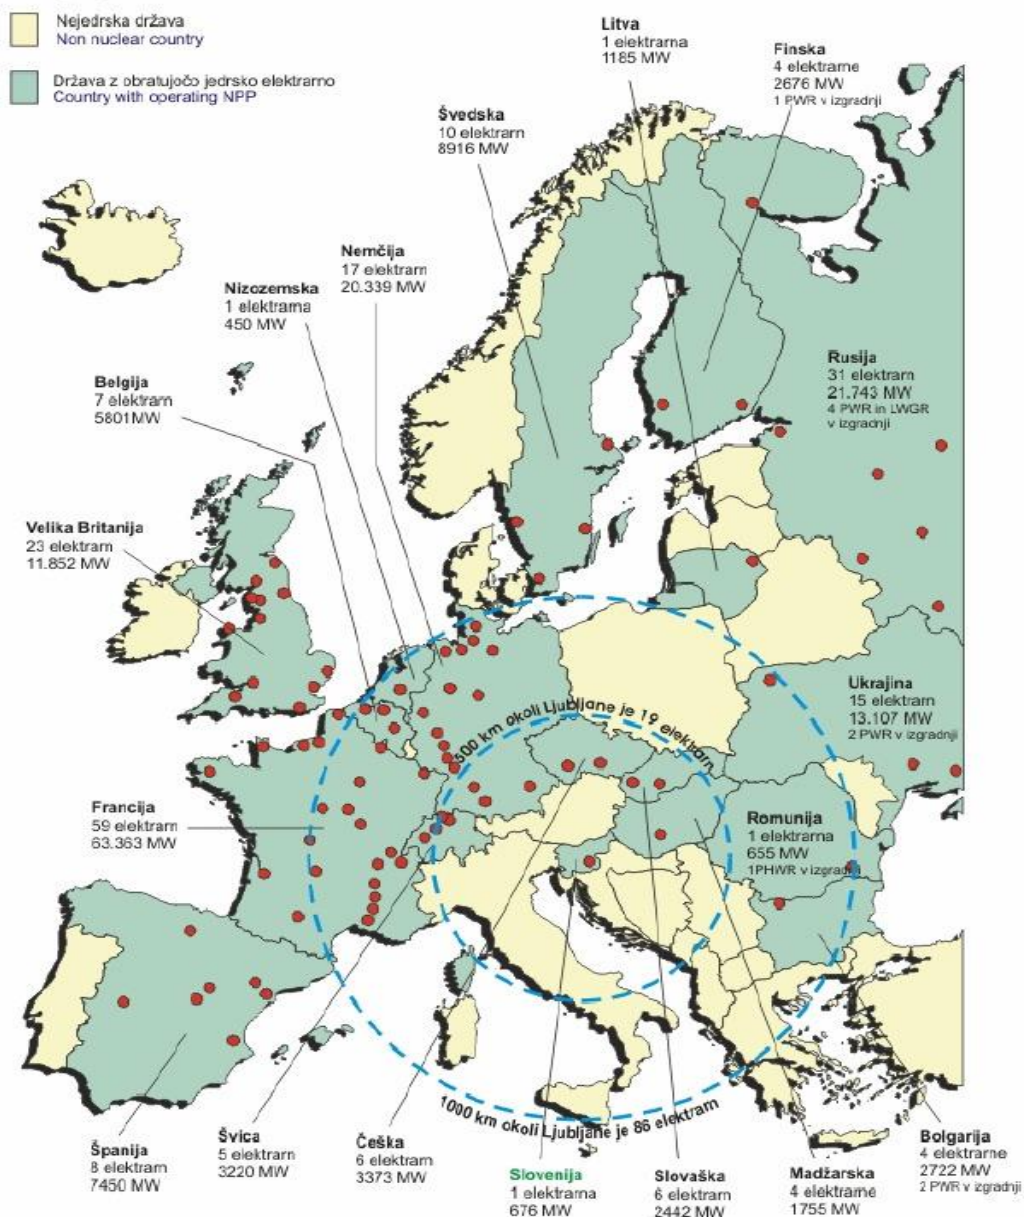 Nejedrska država
Non nuclear country
Država z obratujočo jedrsko elektrarno
Country with operating NPP
Litva
1 elektrarna
1185 MW
Finska
4 elektrarne
2676 MW
1 PWR v izgradnji
Švedska
10 elektrarn
8916 MW
Nemčija
17 elektrarn
20.339 MW
Nizozemska
1 elektrarna
450 MW
Belgija
7 elektrarn
5801MW
Rusija
31 elektrarn
21.743 MW
4 PWR in LWGR
v izgradnji
Velika Britanija
23 elektrarn
11.852 MW
Ukrajina
15 elektrarn
13.107 MW
2 PWR v izgradnji
500 km okoli Ljubljane je 19 elektrarn
Francija
59 elektrarn
63.363 MW
Romunija
1 elektrarna
655 MW
1PHWR v izgradnji
1000 km okoli Ljubljane je 86 elektrarn
Španija
8 elektrarn
7450 MW
Švica
5 elektrarn
3220 MW
Češka
6 elektrarn
3373 MW
Slovenija
1 elektrarna
676 MW
Slovaška
6 elektrarn
2442 MW
Madžarska
4 elektrarne
1755 MW
Bolgarija
4 elektrarne
2722 MW
2 PWR v izgradnji